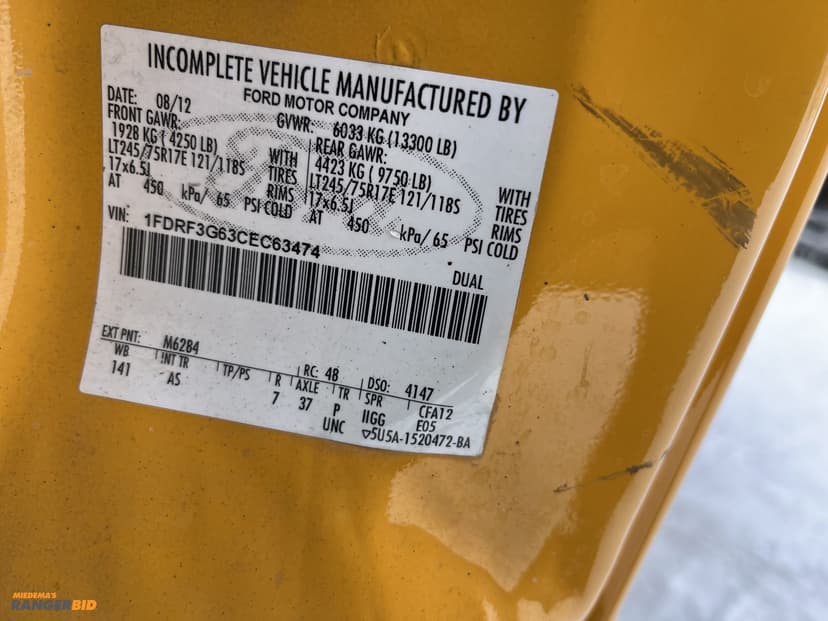 INCOMPLETE VEHICLE MANUFACTURED BY
FORD MOTOR COMPANY
DATE: 08/12 GVWR: 6033 KG (13300 LB)
FRONT GAWR: REAR GAWR:
1928 KG ( 4250 LB) WITH 4423 KG ( 9750 LB) WITH
LT245/75R17E 121/118S TIRES LT245/75R17E 121/118S TIRES
17x6.5J RIMS 17x6.5J RIMS
AT 450 kPa/ 65 PSI COLD AT 450 kPa/ 65 PSI COLD
VIN: 1FDRF3G63CEC63474 DUAL
EXT PNT: M6284 RC: 48 DSO: 4147
WB INT TR TP/PS R AXLE TR SPR CFA12
141 AS 7 37 P IIGG E05
UNC ▽5U5A-1520472-BA
MIEDEMA'S
RANGERBID